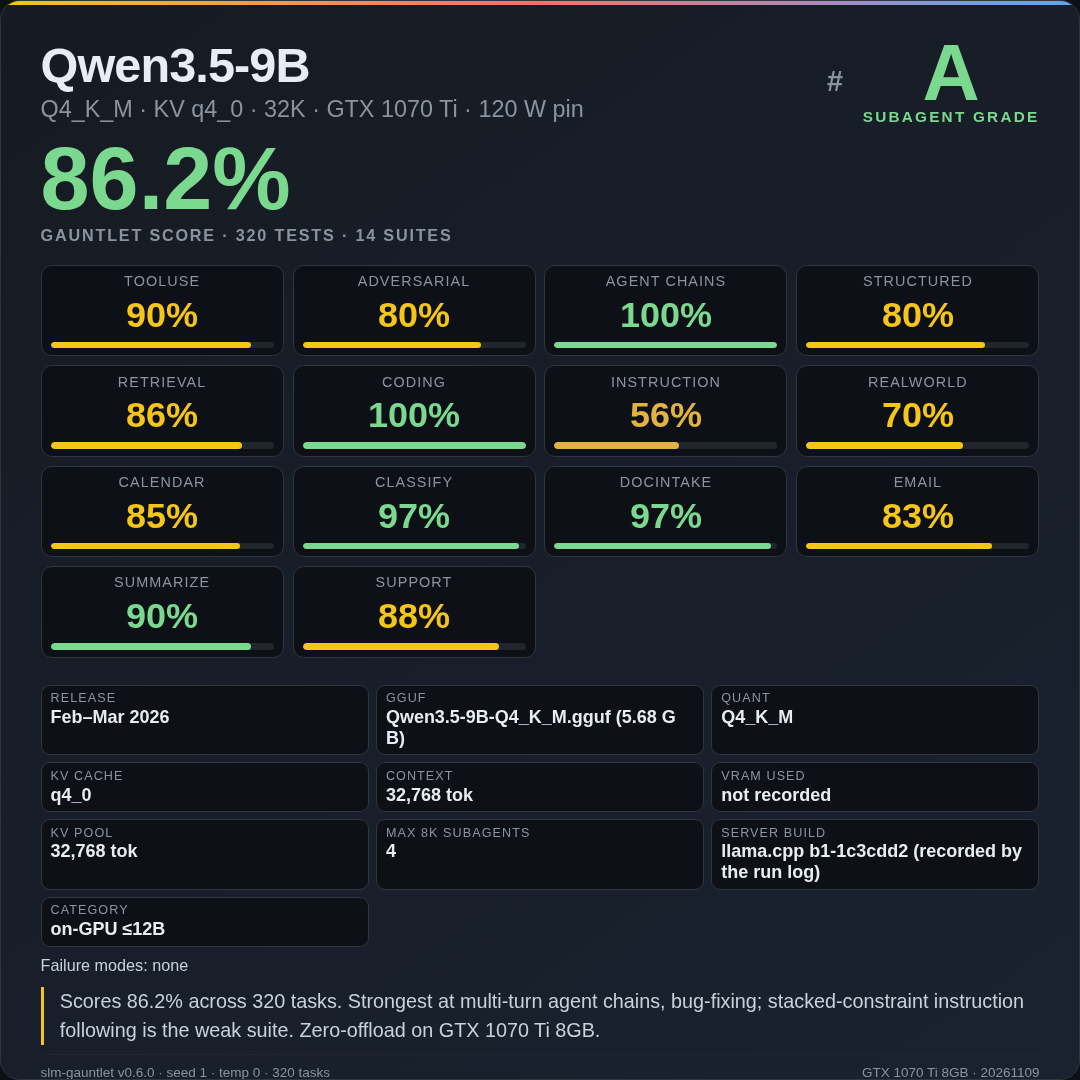 Qwen3.5-9B
Q4_K_M · KV q4_0 · 32K · GTX 1070 Ti · 120 W pin
#
A
SUBAGENT GRADE
86.2%
GAUNTLET SCORE · 320 TESTS · 14 SUITES
TOOLUSE
90%
ADVERSARIAL
80%
AGENT CHAINS
100%
STRUCTURED
80%
RETRIEVAL
86%
CODING
100%
INSTRUCTION
56%
REALWORLD
70%
CALENDAR
85%
CLASSIFY
97%
DOCINTAKE
97%
EMAIL
83%
SUMMARIZE
90%
SUPPORT
88%
RELEASE
Feb–Mar 2026
GGUF
Qwen3.5-9B-Q4_K_M.gguf (5.68 G
B)
QUANT
Q4_K_M
KV CACHE
q4_0
CONTEXT
32,768 tok
VRAM USED
not recorded
KV POOL
32,768 tok
MAX 8K SUBAGENTS
4
SERVER BUILD
llama.cpp b1-1c3cdd2 (recorded by
the run log)
CATEGORY
on-GPU ≤12B
Failure modes: none
Scores 86.2% across 320 tasks. Strongest at multi-turn agent chains, bug-fixing; stacked-constraint instruction
following is the weak suite. Zero-offload on GTX 1070 Ti 8GB.
slm-gauntlet v0.6.0 · seed 1 · temp 0 · 320 tasks
GTX 1070 Ti 8GB · 20261109